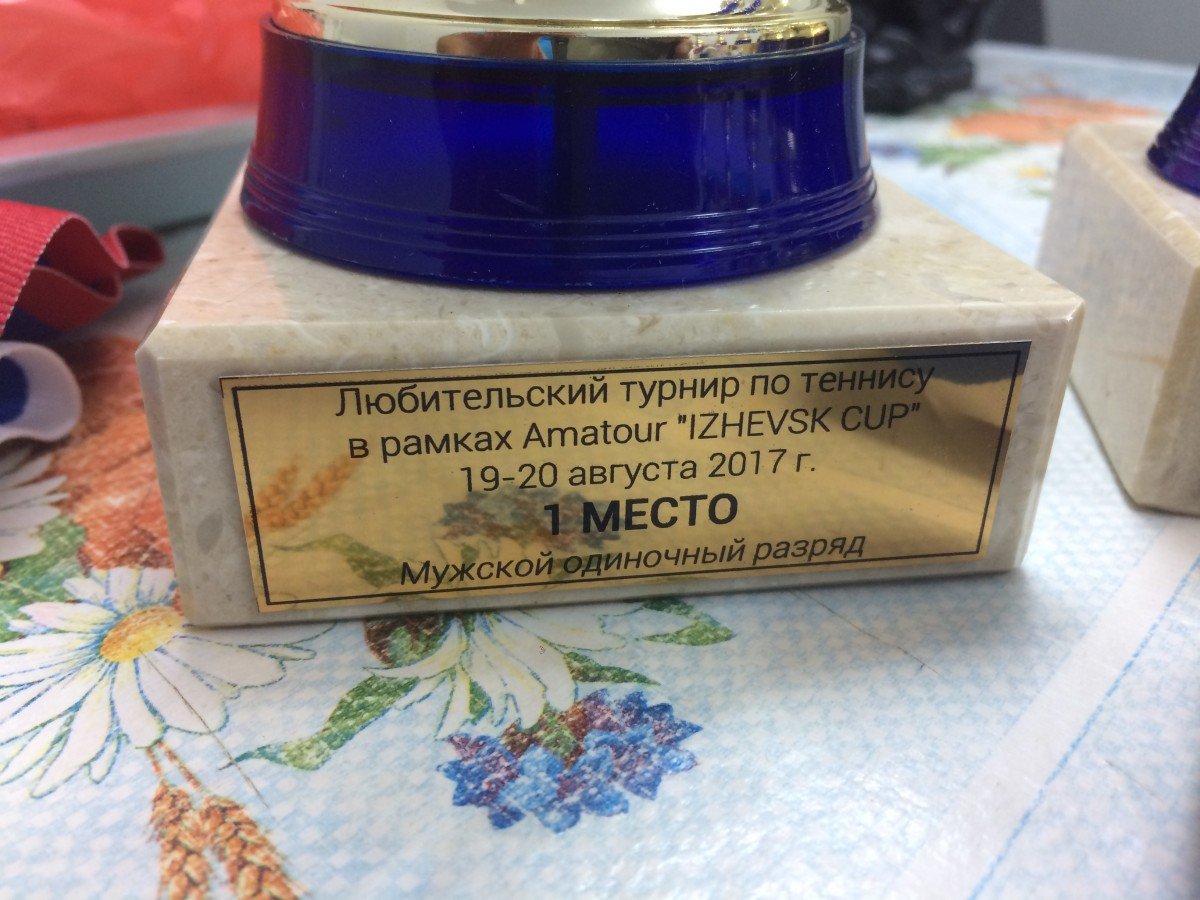 Любительский турнир по теннису
в рамках Amatour "IZHEVSK CUP"
19-20 августа 2017 г.
1 МЕСТО
Мужской одиночный разряд